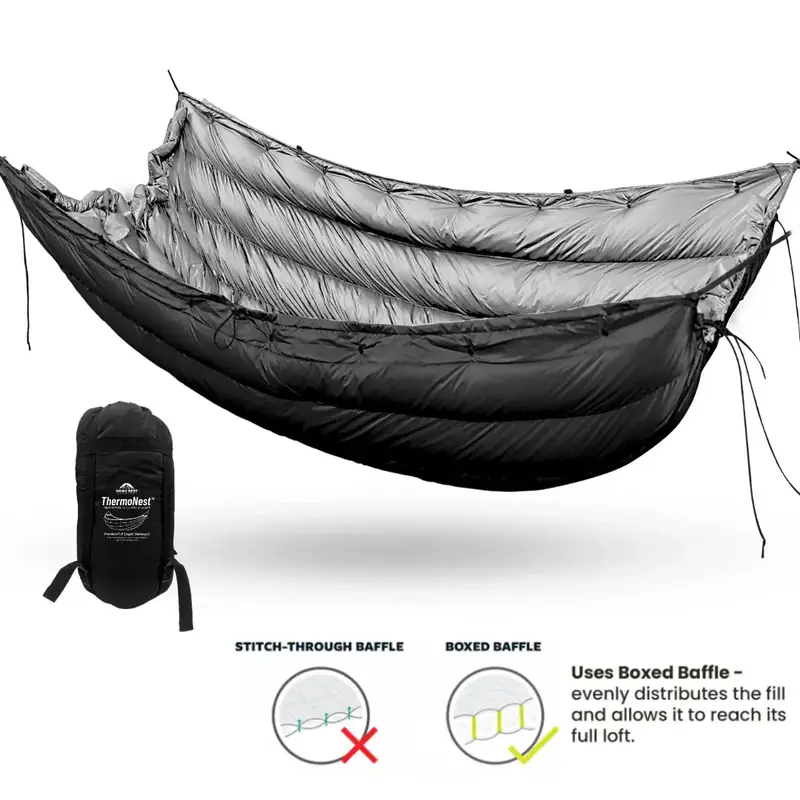 ThermoNest™
STITCH-THROUGH BAFFLE
BOXED BAFFLE
Uses Boxed Baffle -
evenly distributes the fill
and allows it to reach its
full loft.